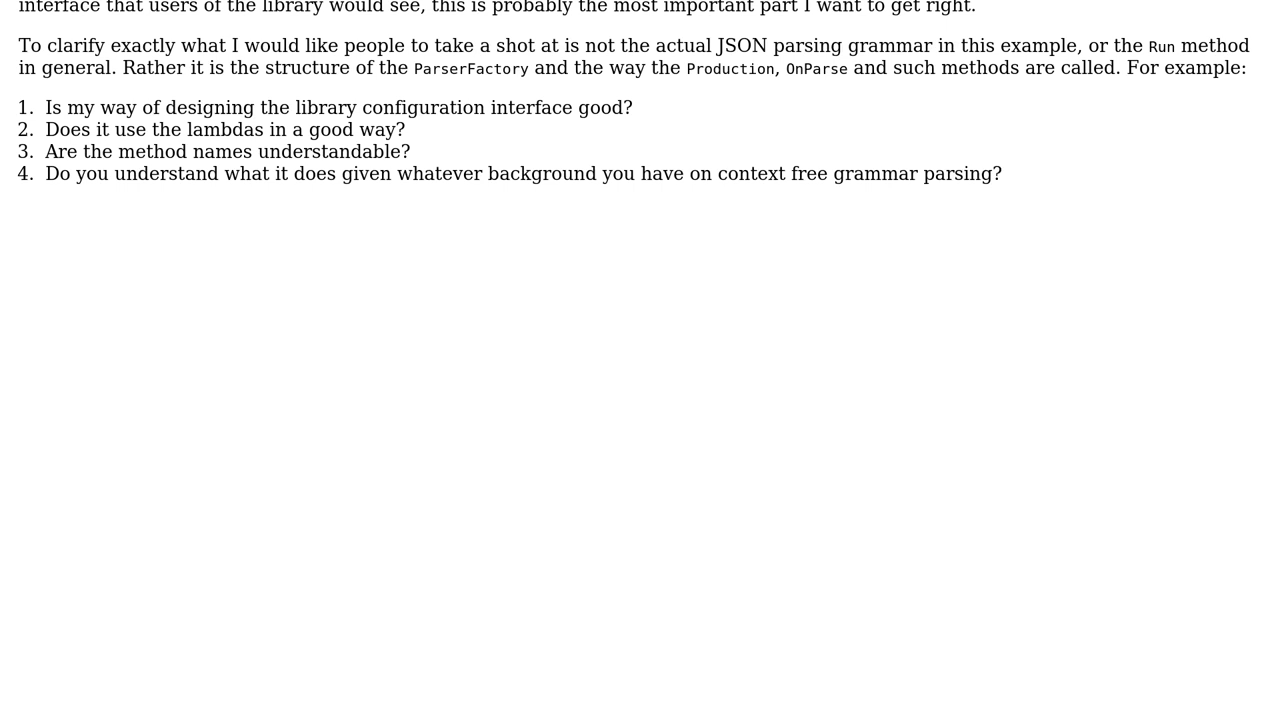 interface that users of the library would see, this is probably the most important part I want to get right.
To clarify exactly what I would like people to take a shot at is not the actual JSON parsing grammar in this example, or the Run method
in general. Rather it is the structure of the ParserFactory and the way the Production, OnParse and such methods are called. For example:
1. Is my way of designing the library configuration interface good?
2. Does it use the lambdas in a good way?
3. Are the method names understandable?
4. Do you understand what it does given whatever background you have on context free grammar parsing?